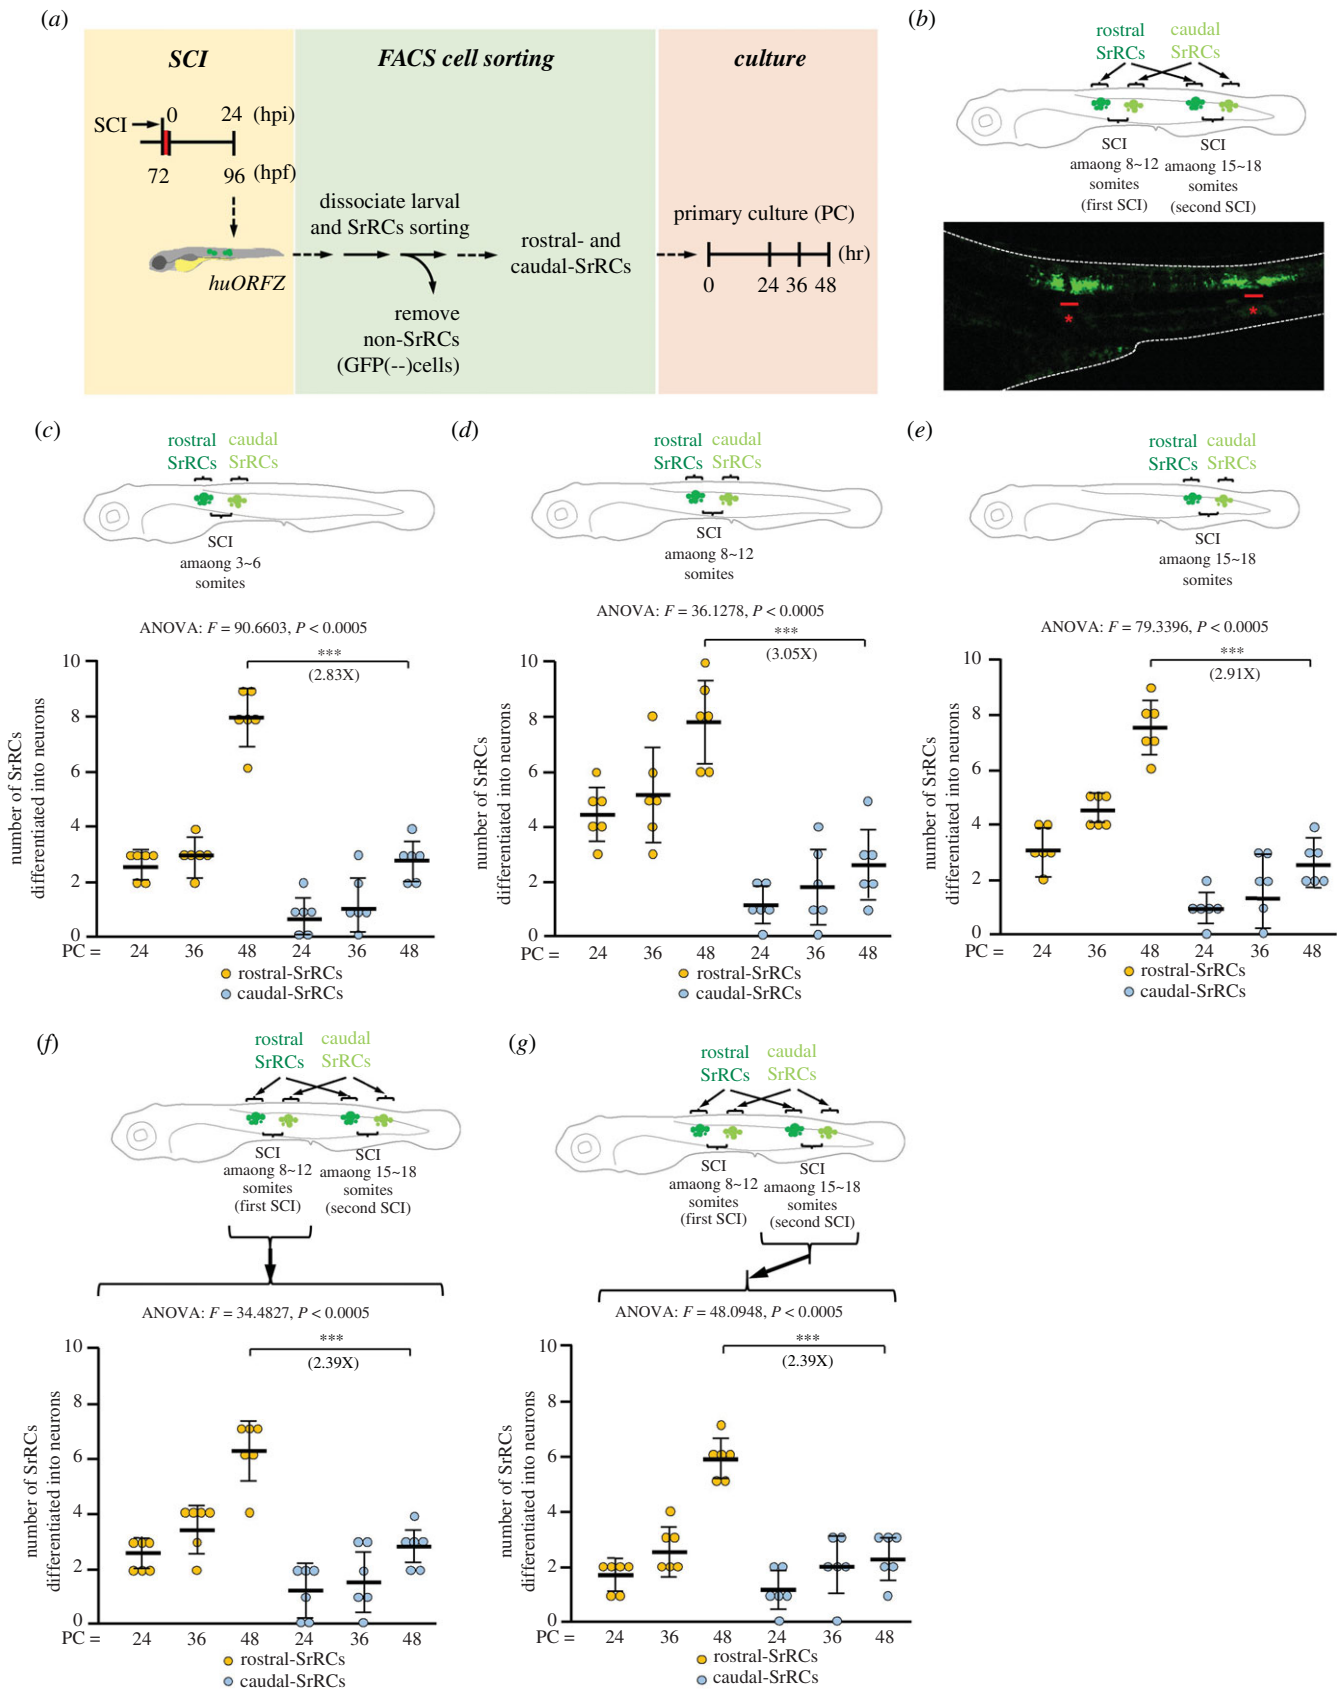 (a)
SCI
FACS cell sorting
culture
0 24 (hpi)
SCI
72 96 (hpf)
huORFZ
dissociate larval
and SrRCs sorting
remove
non-SrRCs
(GFP(--)cells)
rostral- and
caudal-SrRCs
primary culture (PC)
(hr)
0 24 36 48
(b)
rostral SrRCs
caudal SrRCs
SCI
amaong 8~12
somites
(first SCI)
SCI
amaong 15~18
somites
(second SCI)
* *
(c)
rostral SrRCs
caudal SrRCs
SCI
amaong 3~6
somites
ANOVA: F = 90.6603, P < 0.0005
***
(2.83X)
number of SrRCs
differentiated into neurons
10
8
6
4
2
0
PC = 24 36 48 24 36 48
rostral-SrRCs
caudal-SrRCs
(d)
rostral SrRCs
caudal SrRCs
SCI
amaong 8~12
somites
ANOVA: F = 36.1278, P < 0.0005
***
(3.05X)
number of SrRCs
differentiated into neurons
10
8
6
4
2
0
PC = 24 36 48 24 36 48
rostral-SrRCs
caudal-SrRCs
(e)
rostral SrRCs
caudal SrRCs
SCI
amaong 15~18
somites
ANOVA: F = 79.3396, P < 0.0005
***
(2.91X)
number of SrRCs
differentiated into neurons
10
8
6
4
2
0
PC = 24 36 48 24 36 48
rostral-SrRCs
caudal-SrRCs
(f)
rostral SrRCs
caudal SrRCs
SCI
amaong 8~12
somites
(first SCI)
SCI
amaong 15~18
somites
(second SCI)
ANOVA: F = 34.4827, P < 0.0005
***
(2.39X)
number of SrRCs
differentiated into neurons
10
8
6
4
2
0
PC = 24 36 48 24 36 48
rostral-SrRCs
caudal-SrRCs
(g)
rostral SrRCs
caudal SrRCs
SCI
amaong 8~12
somites
(first SCI)
SCI
amaong 15~18
somites
(second SCI)
ANOVA: F = 48.0948, P < 0.0005
***
(2.39X)
number of SrRCs
differentiated into neurons
10
8
6
4
2
0
PC = 24 36 48 24 36 48
rostral-SrRCs
caudal-SrRCs